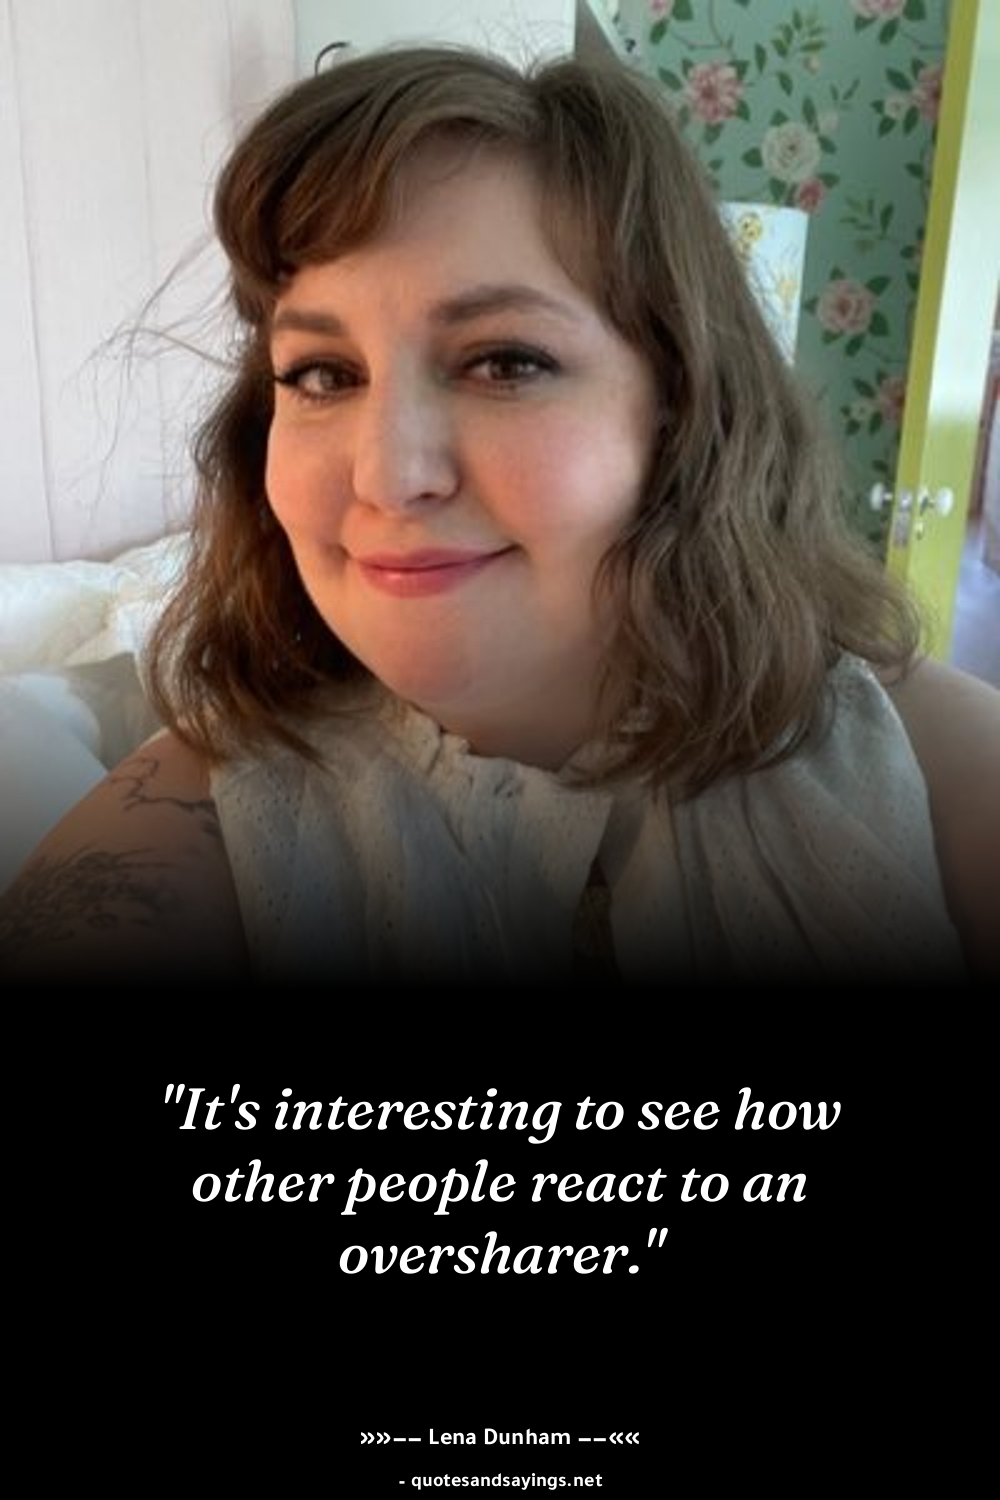 "It's interesting to see how
other people react to an
oversharer."
»»−− Lena Dunham −−««
- quotesandsayings.net